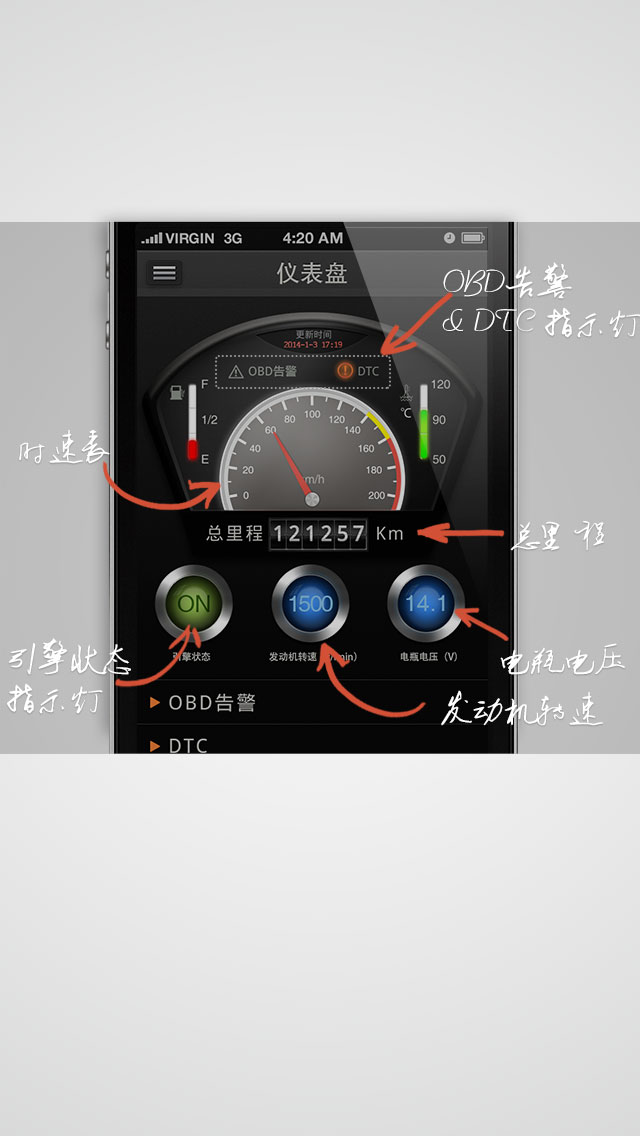 VIRGIN 3G 4:20 AM
仪表盘
OBD告警
& DTC 指示灯
更新时间
2014-1-3 17:19
OBD告警 DTC
F
1/2
E
120
℃ 90
50
0 20 40 60 80 100 120 140 160 180 200
km/h
时速表
总里程 121257 Km
总里程
ON 1500 14.1
引擎状态 发动机转速 (r/min) 电瓶电压（V）
引擎状态
指示灯
电瓶电压
发动机转速
OBD告警
DTC